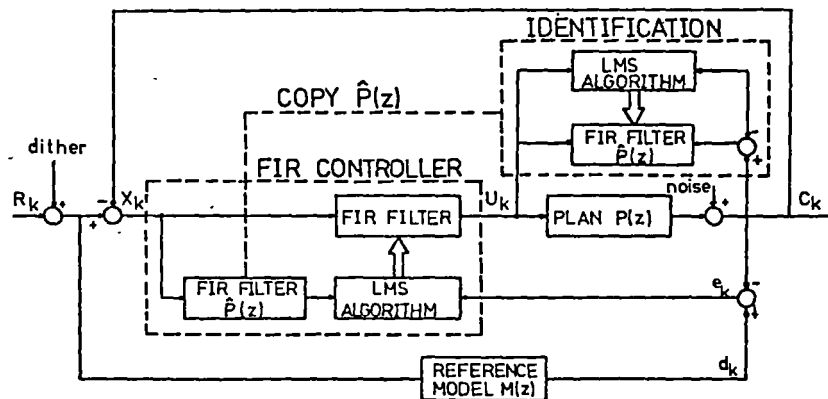 IDENTIFICATION
LMS
ALGORITHM
COPY P̂(z)
FIR FILTER
P̂(z)
-
+
dither
FIR CONTROLLER
noise
R_k
+
+
-
X_k
FIR FILTER
U_k
PLAN P(z)
+
C_k
FIR FILTER
P̂(z)
LMS
ALGORITHM
e_k
-
+
d_k
REFERENCE
MODEL M(z)